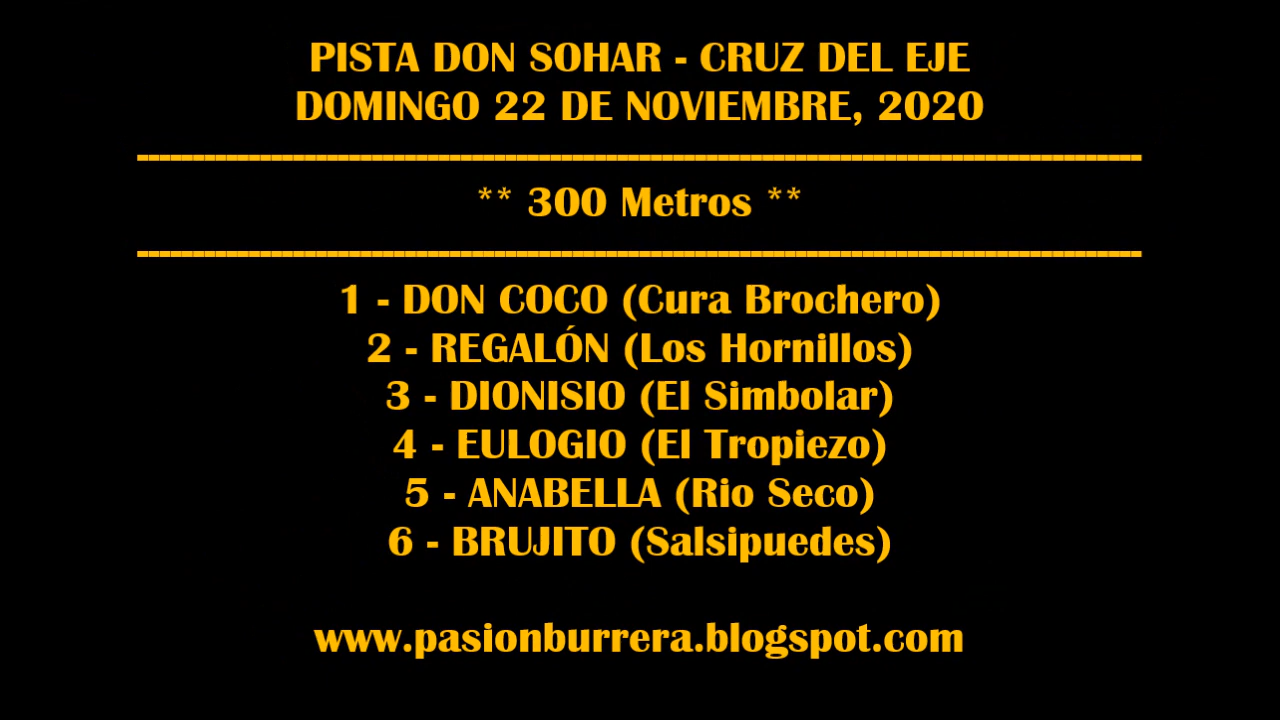 PISTA DON SOHAR - CRUZ DEL EJE
DOMINGO 22 DE NOVIEMBRE, 2020
** 300 Metros **
1 - DON COCO (Cura Brochero)
2 - REGALÓN (Los Hornillos)
3 - DIONISIO (El Simbolar)
4 - EULOGIO (El Tropiezo)
5 - ANABELLA (Rio Seco)
6 - BRUJITO (Salsipuedes)
www.pasionburrera.blogspot.com